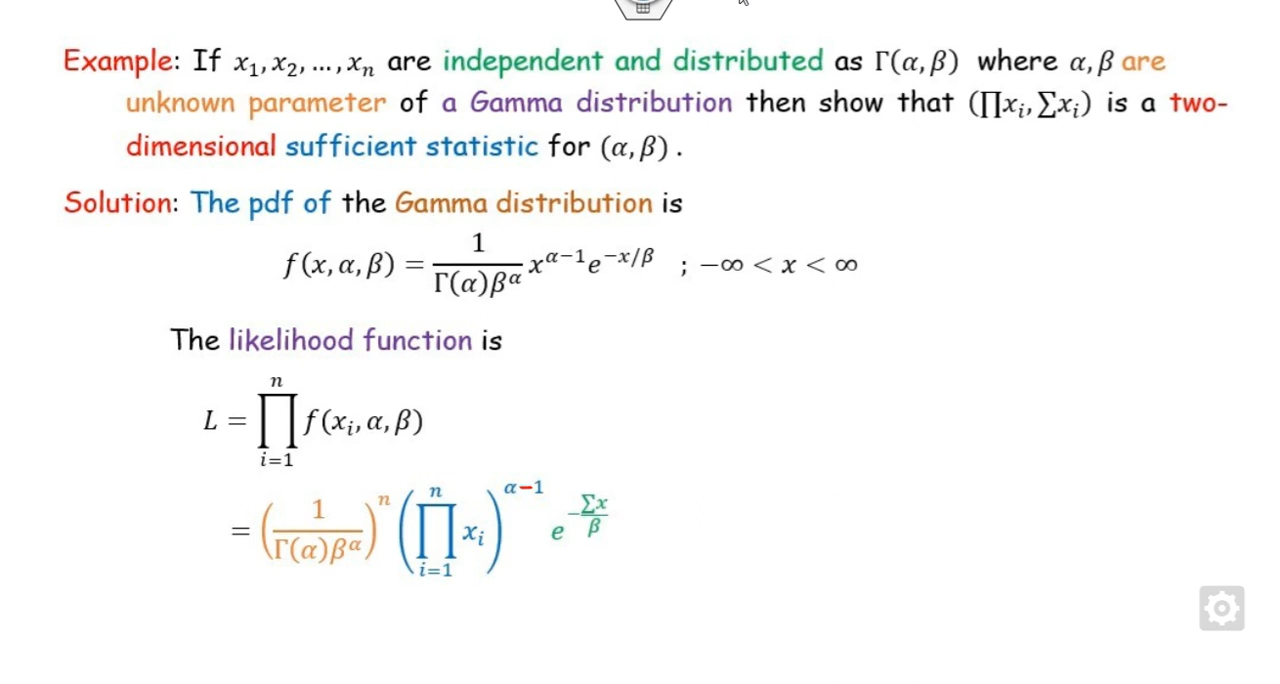 Example: If x₁, x₂, ..., xₙ are independent and distributed as Γ(α, β) where α, β are
unknown parameter of a Gamma distribution then show that (∏xᵢ, ∑xᵢ) is a two-
dimensional sufficient statistic for (α, β) .
Solution: The pdf of the Gamma distribution is
f(x, α, β) = 1/(Γ(α)β^α) x^(α−1) e^(−x/β) ; −∞ < x < ∞
The likelihood function is
L = ∏_{i=1}^{n} f(xᵢ, α, β)
= (1/(Γ(α)β^α))^n (∏_{i=1}^{n} xᵢ)^(α−1) e^(−∑x/β)